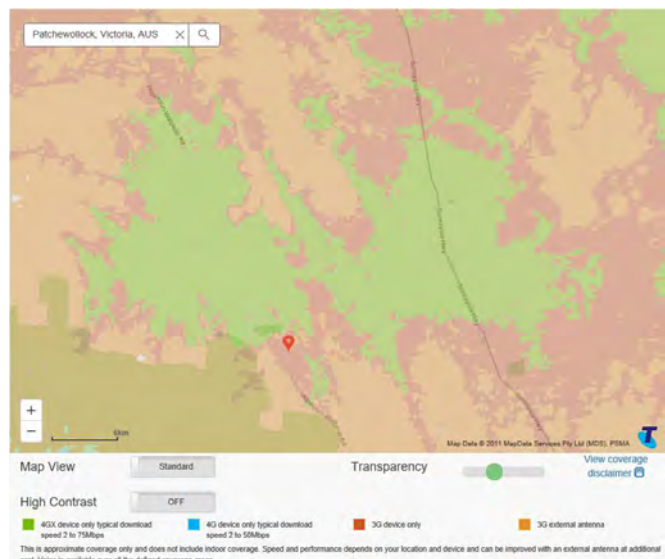 Patchewollock, Victoria, AUS
+
−
6km
Map Data © 2011 MapData Services Pty Ltd (MDS), PSMA
Map View
Standard
Transparency
View coverage
disclaimer
High Contrast
OFF
4GX device only typical download
speed 2 to 75Mbps
4G device only typical download
speed 2 to 50Mbps
3G device only
3G external antenna
This is approximate coverage only and does not include indoor coverage. Speed and performance depends on your location and device and can be improved with an external antenna at additional